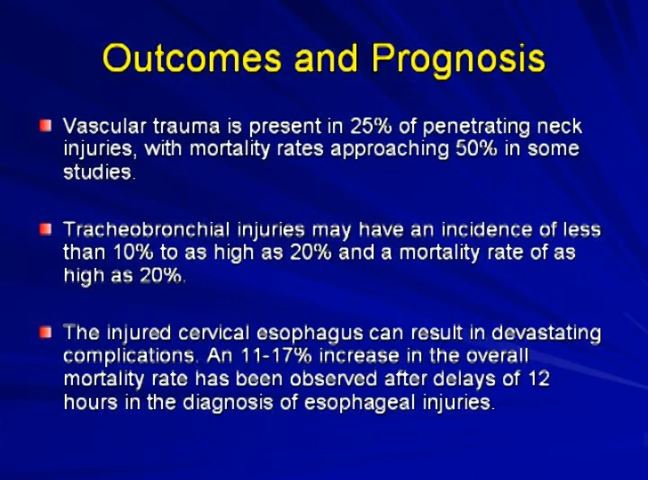 Outcomes and Prognosis
Vascular trauma is present in 25% of penetrating neck
injuries, with mortality rates approaching 50% in some
studies.
Tracheobronchial injuries may have an incidence of less
than 10% to as high as 20% and a mortality rate of as
high as 20%.
The injured cervical esophagus can result in devastating
complications. An 11-17% increase in the overall
mortality rate has been observed after delays of 12
hours in the diagnosis of esophageal injuries.